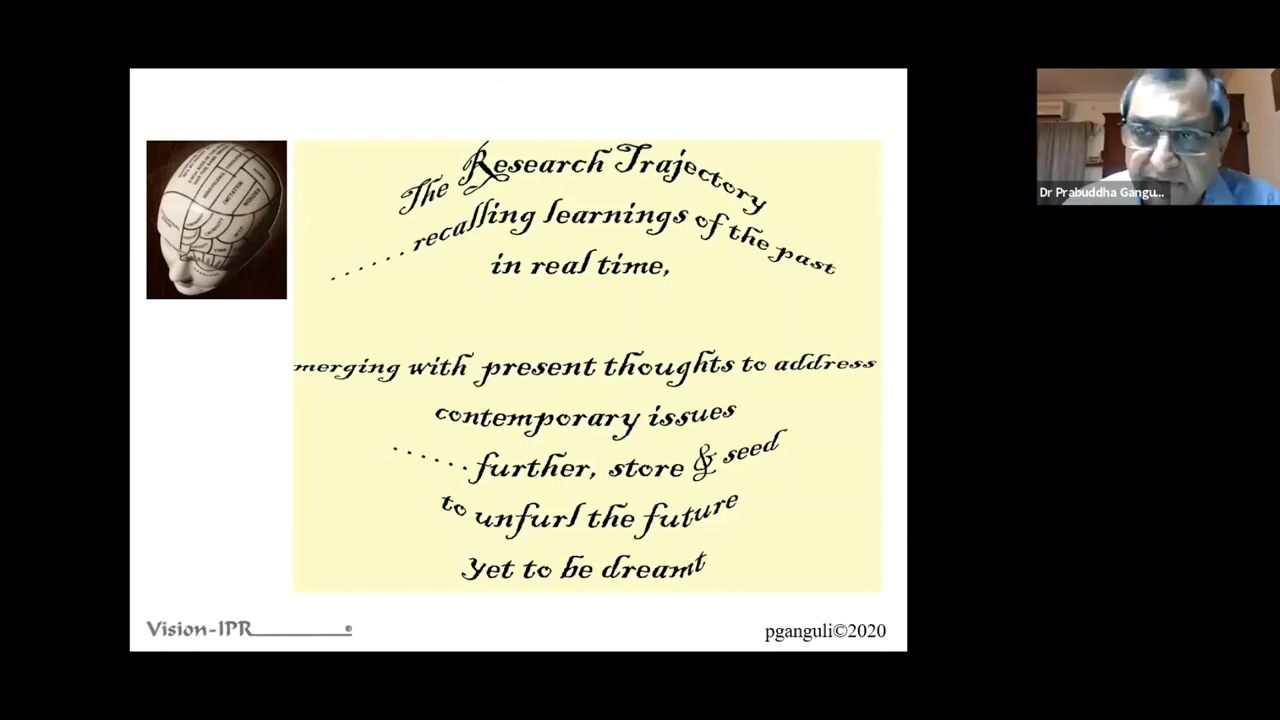 The Research Trajectory
. . . . . . recalling learnings of the past
in real time,
merging with present thoughts to address
contemporary issues
. . . . . . further, store & seed
to unfurl the future
yet to be dreamt
Vision-IPR ®
pganguli©2020
Dr Prabuddha Gangu...
IMITATION